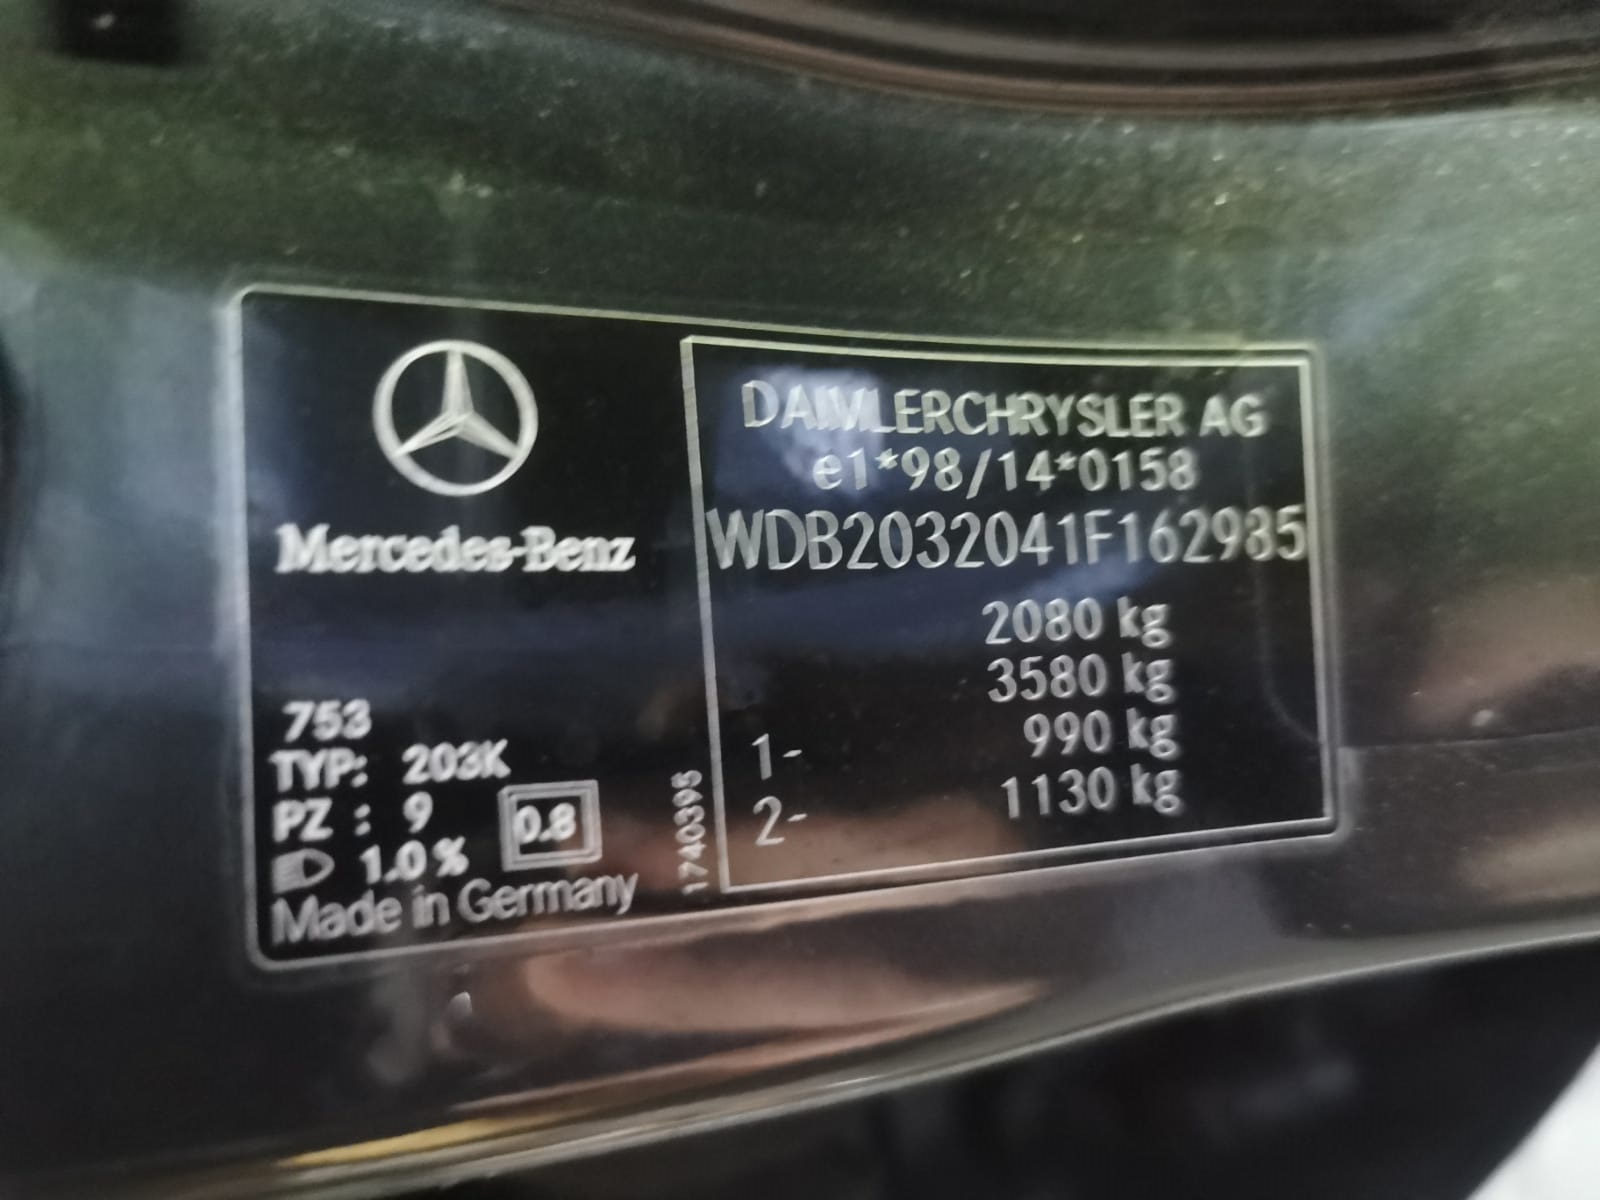 Mercedes-Benz
753
TYP: 203K
PZ : 9
1.0% 0.8
Made in Germany
1740395
DAIMLERCHRYSLER AG
e1*98/14*0158
WDB2032041F162985
2080 kg
3580 kg
1- 990 kg
2- 1130 kg